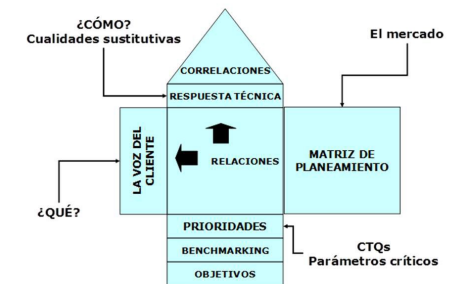 ¿CÓMO?
Cualidades sustitutivas
El mercado
CORRELACIONES
RESPUESTA TÉCNICA
LA VOZ DEL
CLIENTE
RELACIONES
MATRIZ DE
PLANEAMIENTO
¿QUÉ?
PRIORIDADES
BENCHMARKING
OBJETIVOS
CTQs
Parámetros críticos